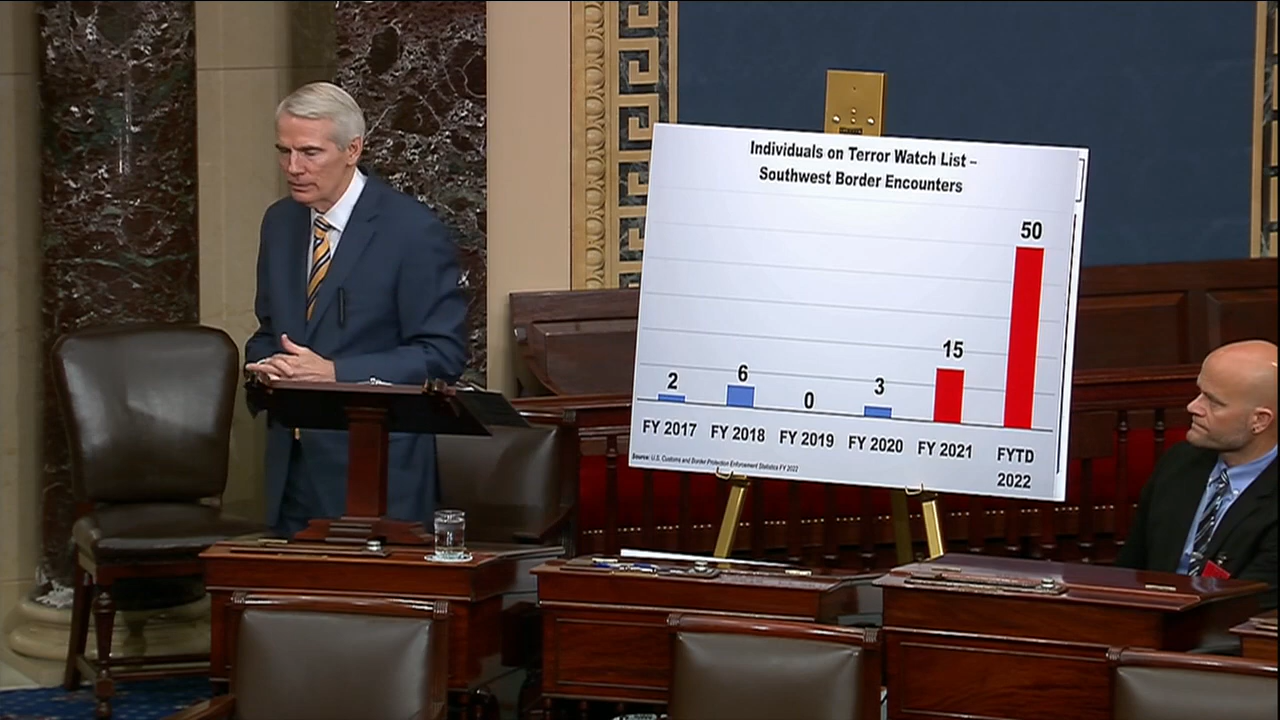 Individuals on Terror Watch List –
Southwest Border Encounters
50
15
6
3
2
0
FY 2017 FY 2018 FY 2019 FY 2020 FY 2021 FYTD
2022
Source: U.S. Customs and Border Protection Enforcement Statistics FY 2022